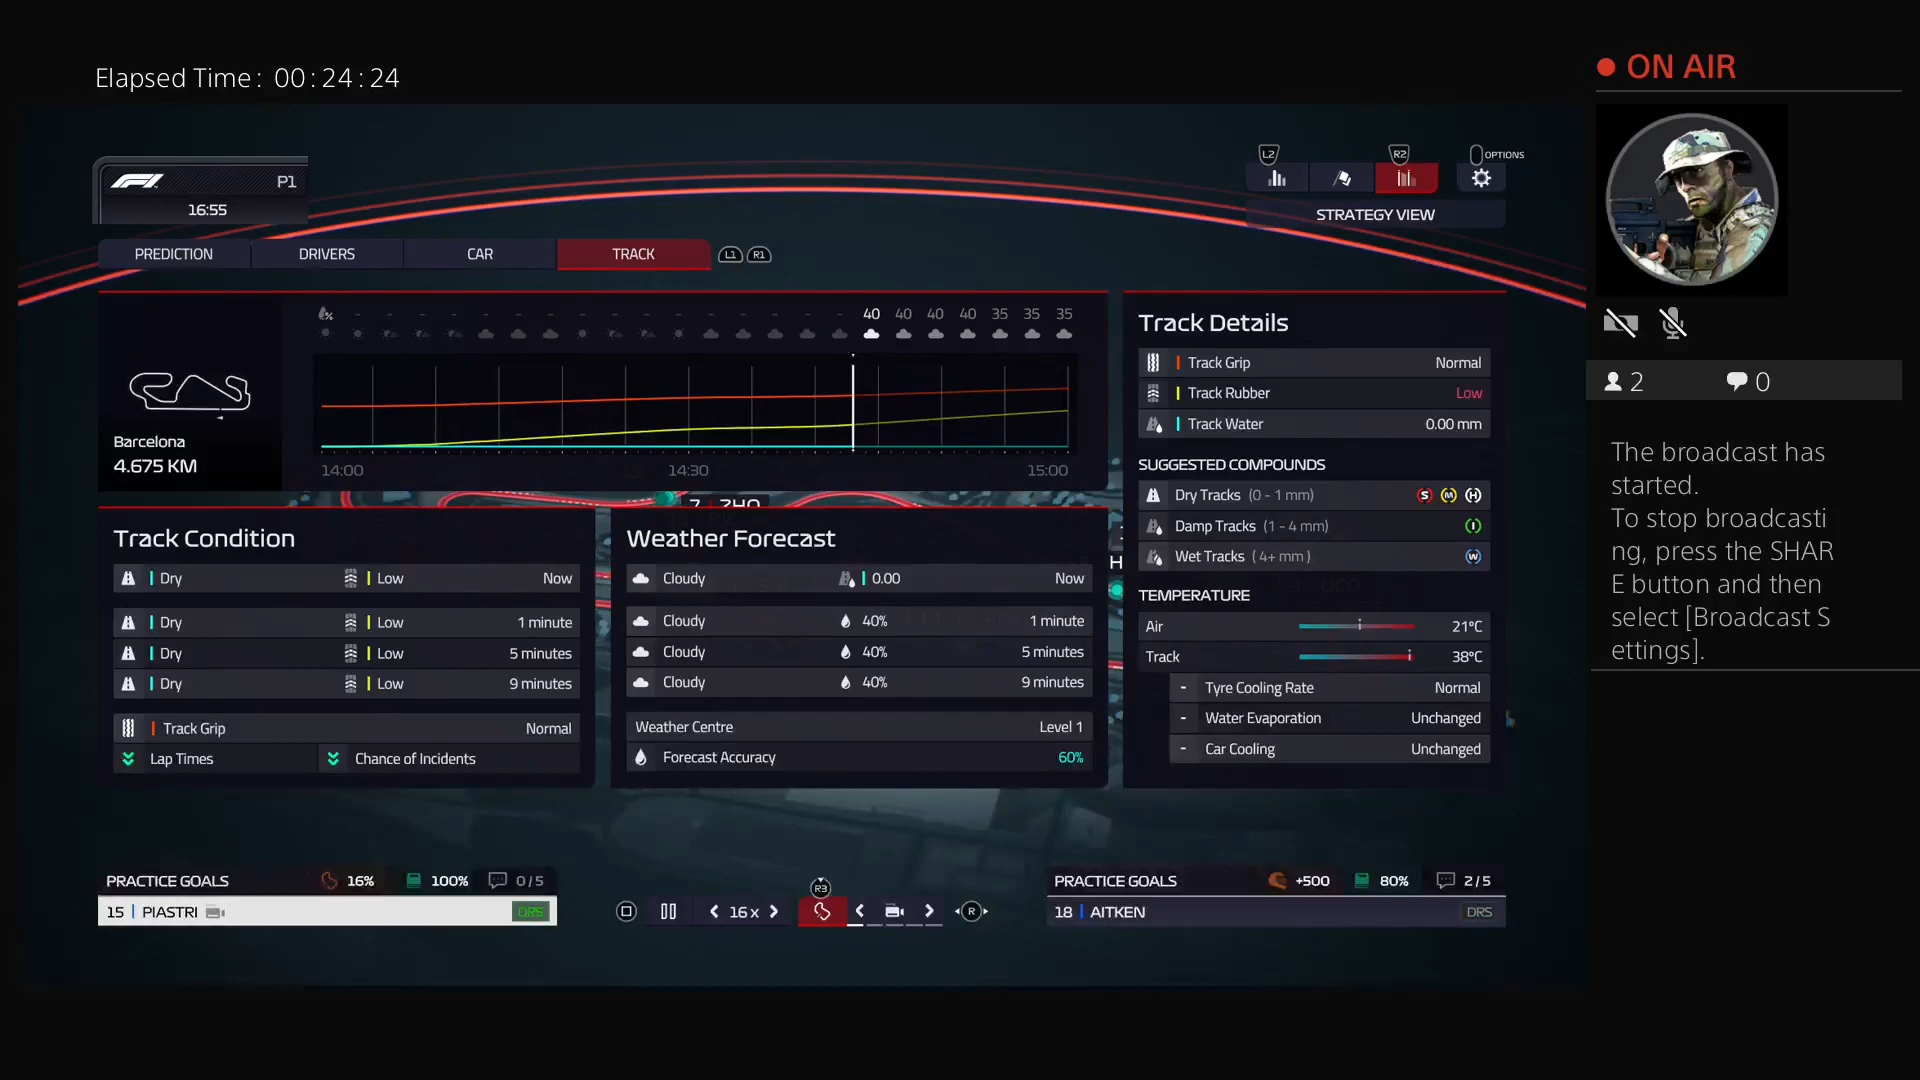 Elapsed Time: 00:24:24
ON AIR
F1 P1
16:55
L2 R2 OPTIONS
STRATEGY VIEW
PREDICTION DRIVERS CAR TRACK L1 R1
% - - - - - - - - - - - - - - - - 40 40 40 40 35 35 35
Barcelona
4.675 KM
14:00 14:30 15:00
Track Details
Track Grip Normal
Track Rubber Low
Track Water 0.00 mm
SUGGESTED COMPOUNDS
Dry Tracks (0 - 1 mm) S M H
Damp Tracks (1 - 4 mm) I
Wet Tracks ( 4+ mm ) W
TEMPERATURE
Air 21°C
Track 38°C
- Tyre Cooling Rate Normal
- Water Evaporation Unchanged
- Car Cooling Unchanged
7 ZHO
H
Track Condition
Dry Low Now
Dry Low 1 minute
Dry Low 5 minutes
Dry Low 9 minutes
Track Grip Normal
Lap Times Chance of Incidents
Weather Forecast
Cloudy 0.00 Now
Cloudy 40% 1 minute
Cloudy 40% 5 minutes
Cloudy 40% 9 minutes
Weather Centre Level 1
Forecast Accuracy 60%
PRACTICE GOALS 16% 100% 0/5
15 PIASTRI DRS
R3
16x
R
PRACTICE GOALS +500 80% 2/5
18 AITKEN DRS
2 0
The broadcast has
started.
To stop broadcasti
ng, press the SHAR
E button and then
select [Broadcast S
ettings].